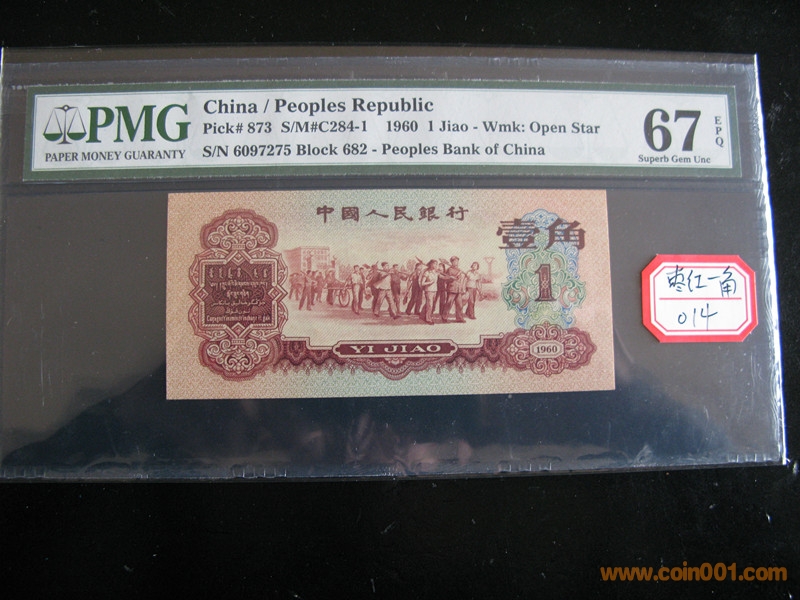 PMG
PAPER MONEY GUARANTY
China / Peoples Republic
Pick# 873 S/M#C284-1 1960 1 Jiao - Wmk: Open Star
S/N 6097275 Block 682 - Peoples Bank of China
67
EPQ
Superb Gem Unc
中國人民銀行
壹角
1
YI JIAO
1960
枣红一角
014
www.coin001.com